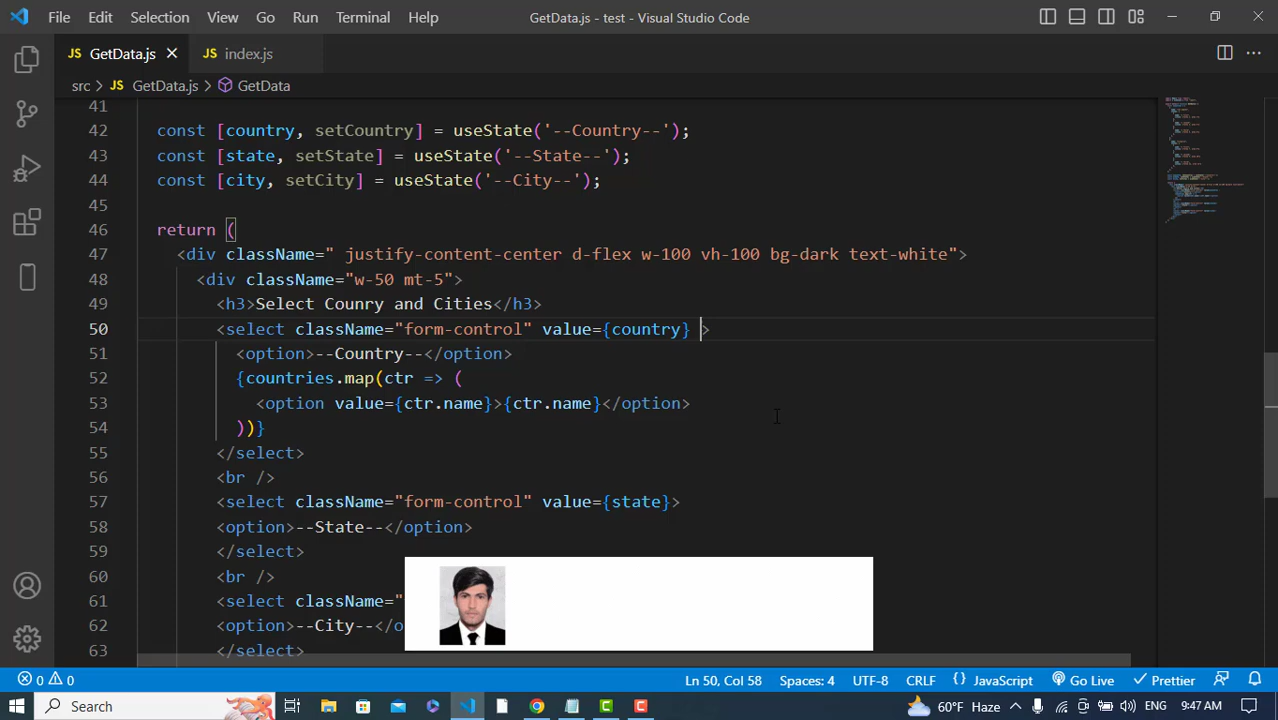 File Edit Selection View Go Run Terminal Help GetData.js - test - Visual Studio Code
JS GetData.js JS index.js
src > JS GetData.js > GetData
41
42 const [country, setCountry] = useState('--Country--');
43 const [state, setState] = useState('--State--');
44 const [city, setCity] = useState('--City--');
45
46 return (
47 <div className=" justify-content-center d-flex w-100 vh-100 bg-dark text-white">
48 <div className="w-50 mt-5">
49 <h3>Select Counry and Cities</h3>
50 <select className="form-control" value={country} >
51 <option>--Country--</option>
52 {countries.map(ctr => (
53 <option value={ctr.name}>{ctr.name}</option>
54 ))}
55 </select>
56 <br />
57 <select className="form-control" value={state}>
58 <option>--State--</option>
59 </select>
60 <br />
61 <select className="
62 <option>--City--</o
63 </select>
0 0 Ln 50, Col 58 Spaces: 4 UTF-8 CRLF {} JavaScript Go Live Prettier
Search 60°F Haze ENG 9:47 AM